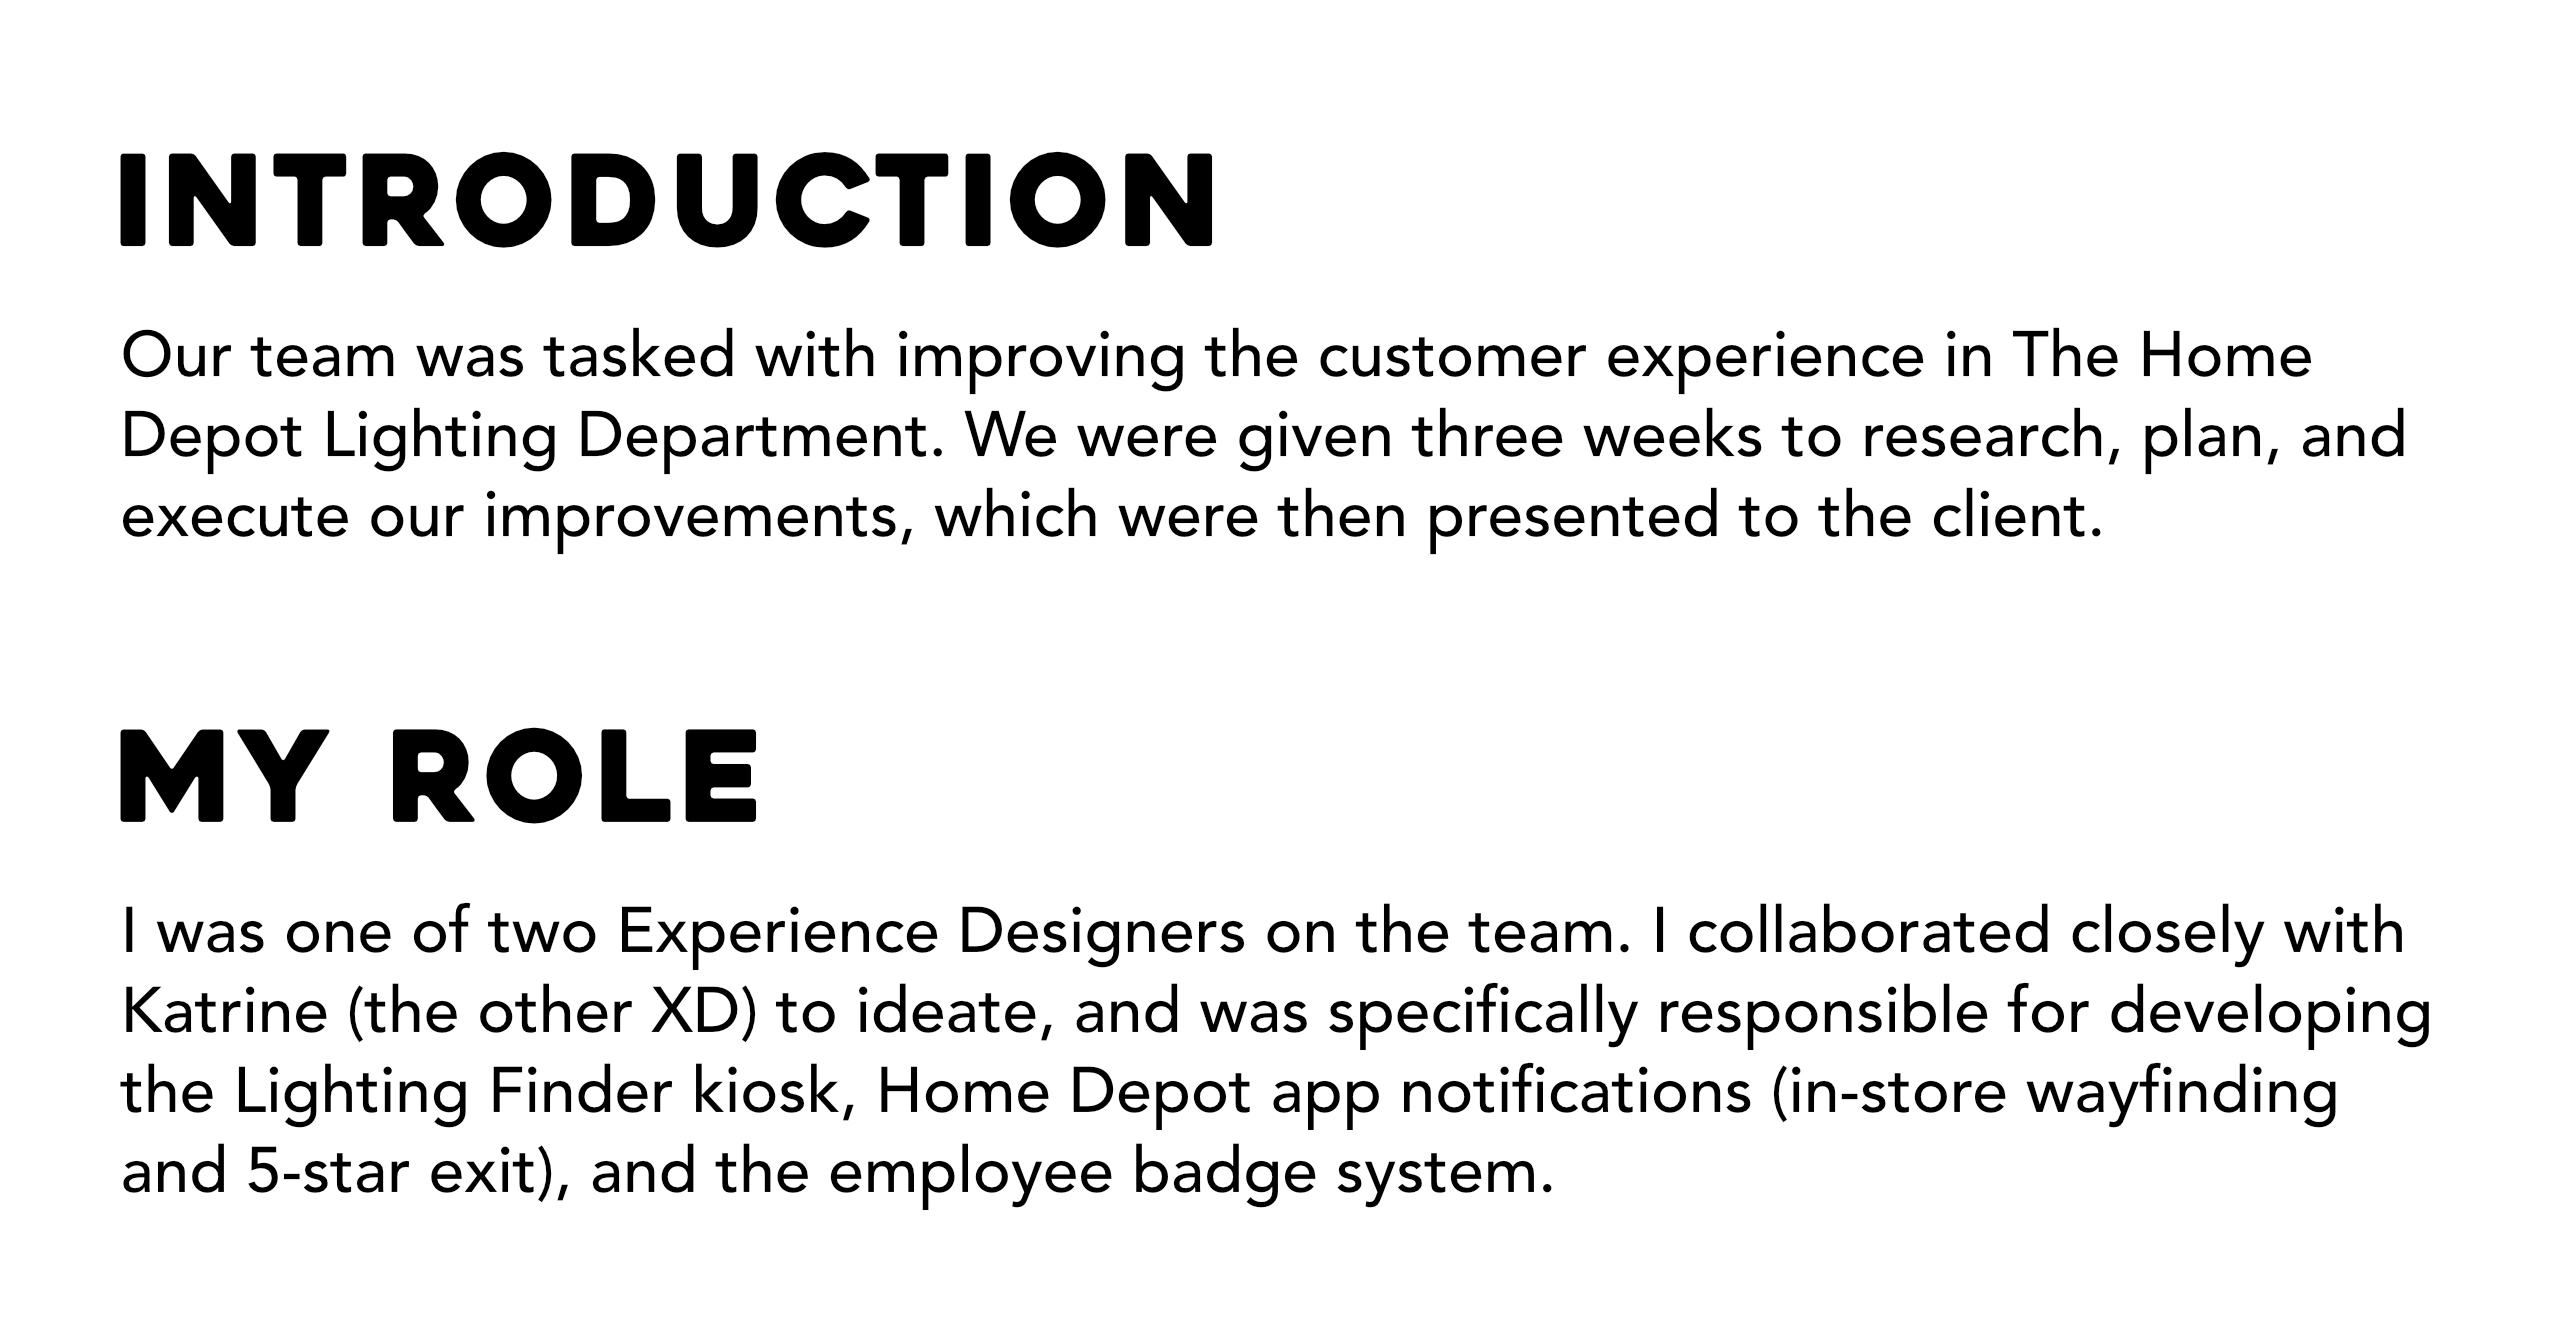 INTRODUCTION
Our team was tasked with improving the customer experience in The Home
Depot Lighting Department. We were given three weeks to research, plan, and
execute our improvements, which were then presented to the client.
MY ROLE
I was one of two Experience Designers on the team. I collaborated closely with
Katrine (the other XD) to ideate, and was specifically responsible for developing
the Lighting Finder kiosk, Home Depot app notifications (in-store wayfinding
and 5-star exit), and the employee badge system.